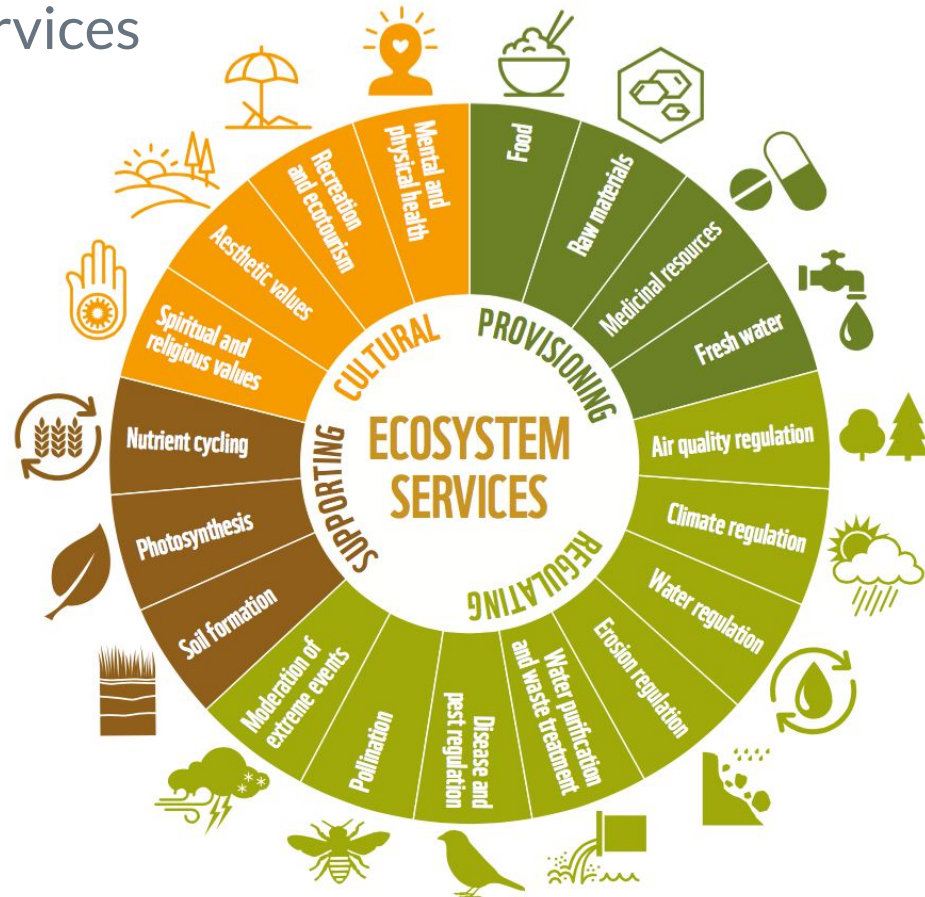 rvices
Mental and
physical health
Food
Recreation
and ecotourism
Raw materials
Aesthetic values
Medicinal resources
Spiritual and
religious values
Fresh water
CULTURAL
PROVISIONING
ECOSYSTEM
SERVICES
SUPPORTING
REGULATING
Nutrient cycling
Air quality regulation
Photosynthesis
Climate regulation
Soil formation
Water regulation
Moderation of
extreme events
Erosion regulation
Pollination
Disease and
pest regulation
Water purification
and waste treatment